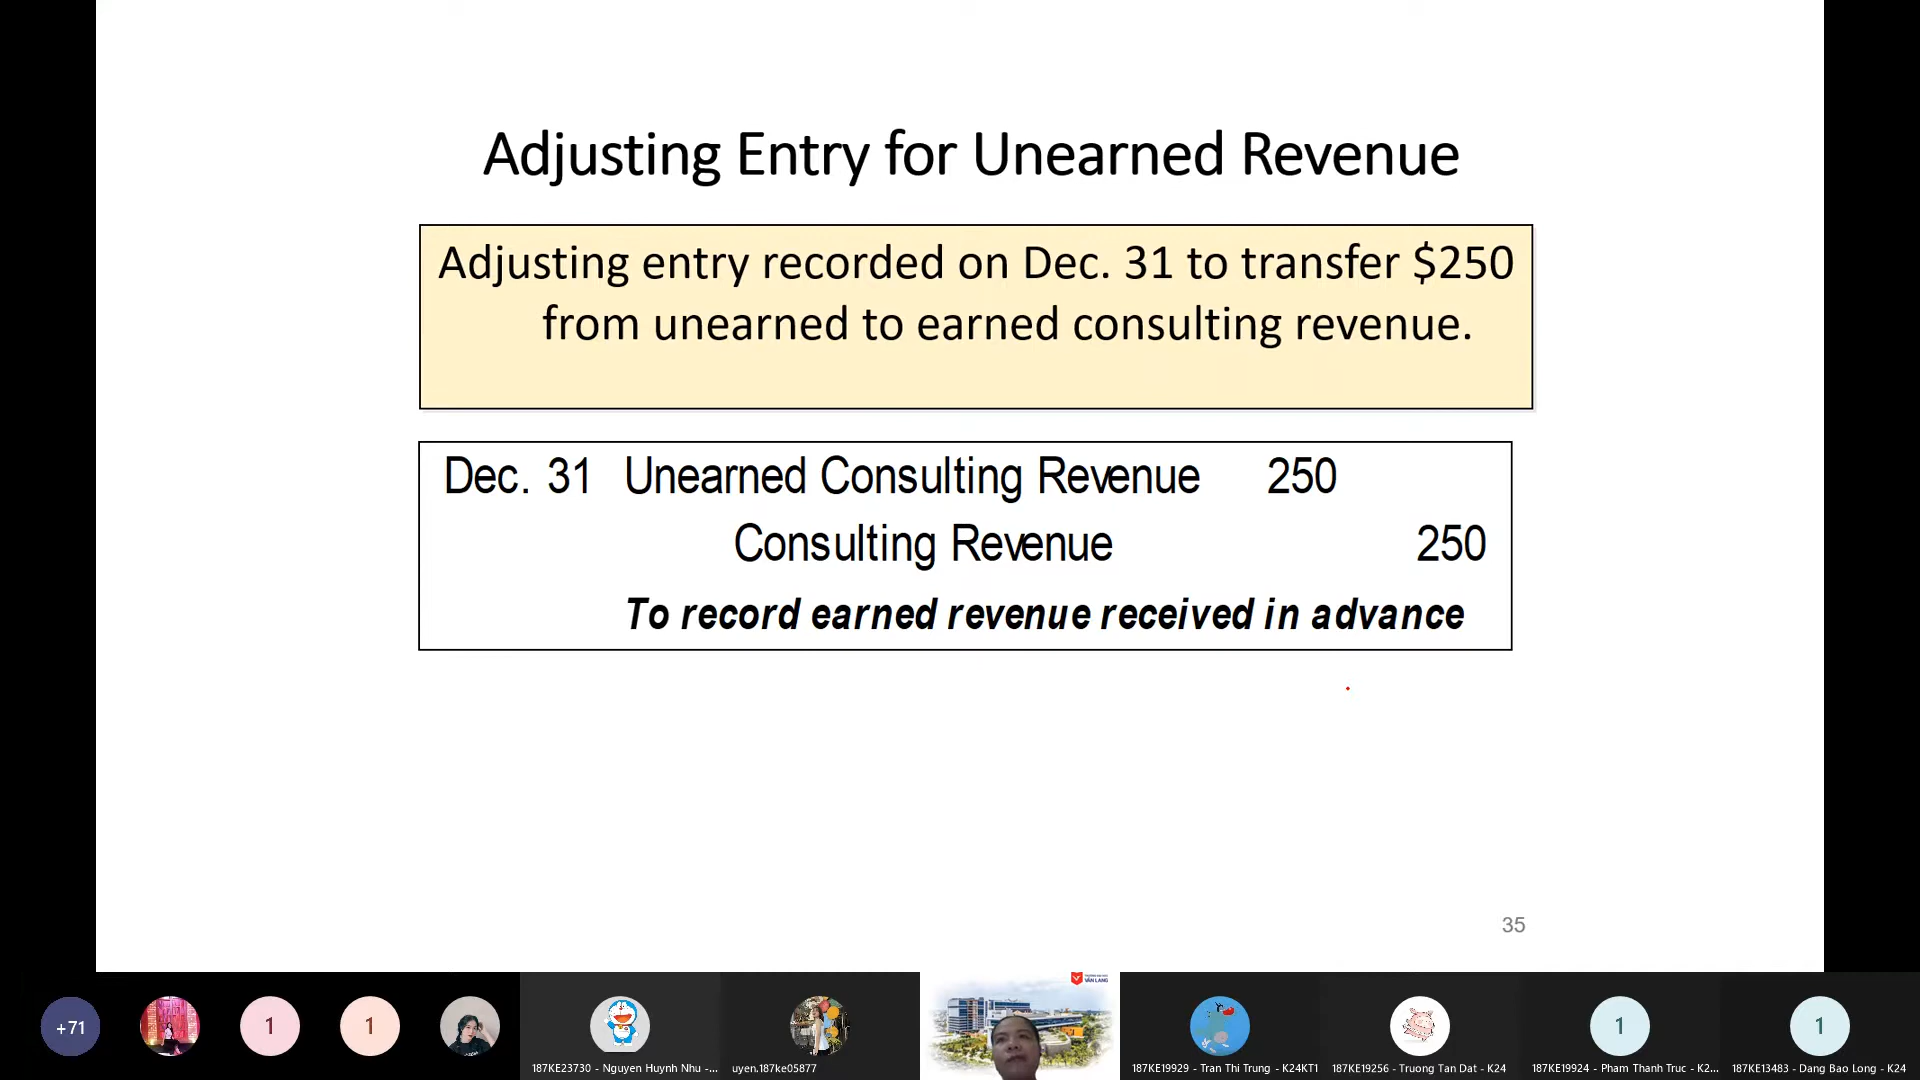 Adjusting Entry for Unearned Revenue
Adjusting entry recorded on Dec. 31 to transfer $250
from unearned to earned consulting revenue.
Dec. 31 Unearned Consulting Revenue 250
Consulting Revenue 250
To record earned revenue received in advance
35
+71
1
1
187KE23730 - Nguyen Huynh Nhu -...
uyen.187ke05877
VAN LANG
187KE19929 - Tran Thi Trung - K24KT1
187KE19256 - Truong Tan Dat - K24
1
187KE19924 - Pham Thanh Truc - K2...
1
187KE13483 - Dang Bao Long - K24